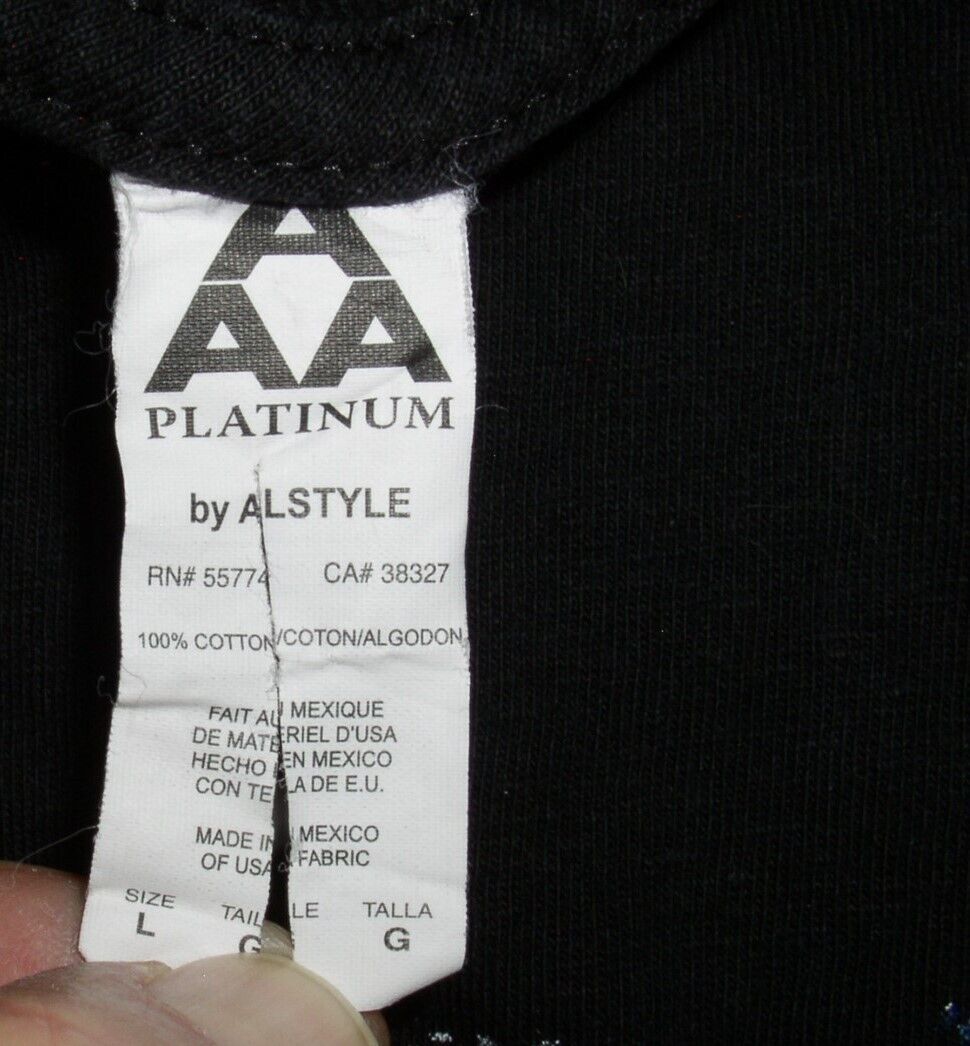 A
AA
PLATINUM
by ALSTYLE
RN# 55774 CA# 38327
100% COTTON/COTON/ALGODON
FAIT AU MEXIQUE
DE MATERIEL D'USA
HECHO EN MEXICO
CON TELA DE E.U.
MADE IN MEXICO
OF USA FABRIC
SIZE TAILLE TALLA
L G G